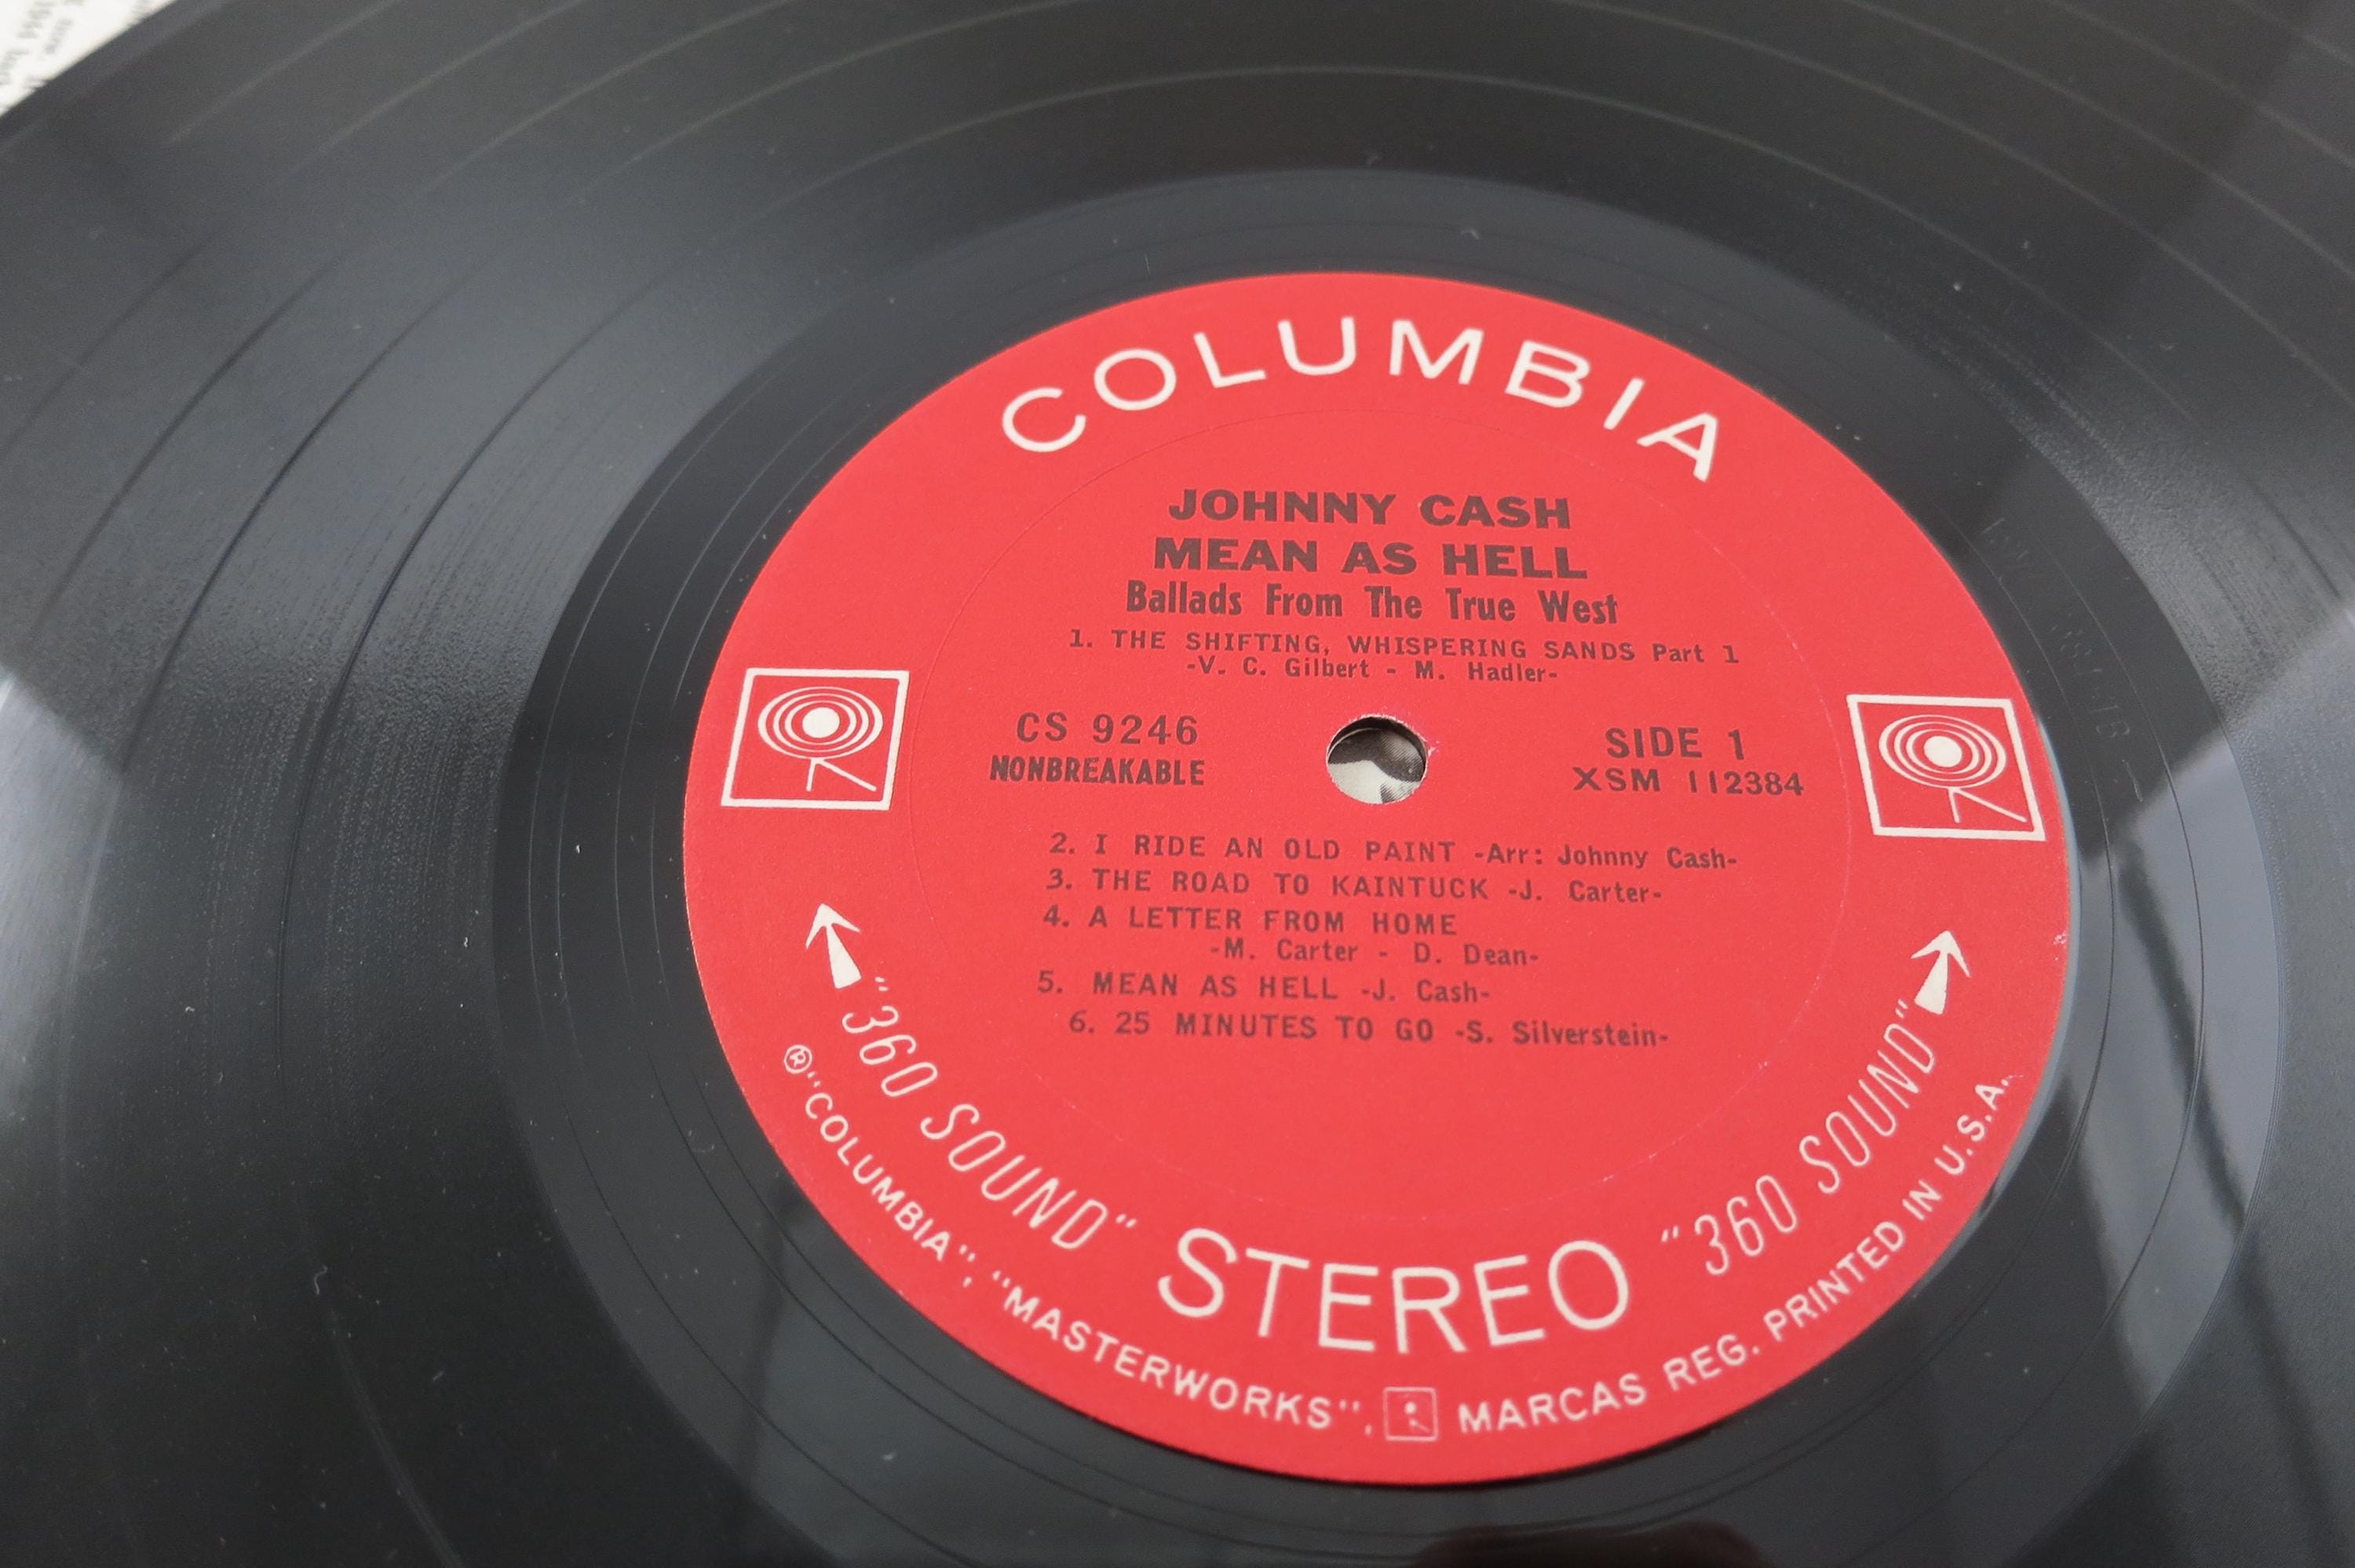 COLUMBIA
JOHNNY CASH
MEAN AS HELL
Ballads From The True West
1. THE SHIFTING, WHISPERING SANDS Part 1
-V. C. Gilbert - M. Hadler-
CS 9246
NONBREAKABLE
SIDE 1
XSM 112384
2. I RIDE AN OLD PAINT -Arr: Johnny Cash-
3. THE ROAD TO KAINTUCK -J. Carter-
4. A LETTER FROM HOME
-M. Carter - D. Dean-
5. MEAN AS HELL -J. Cash-
6. 25 MINUTES TO GO -S. Silverstein-
"360 SOUND" STEREO "360 SOUND"
®"COLUMBIA", "MASTERWORKS", MARCAS REG. PRINTED IN U.S.A.